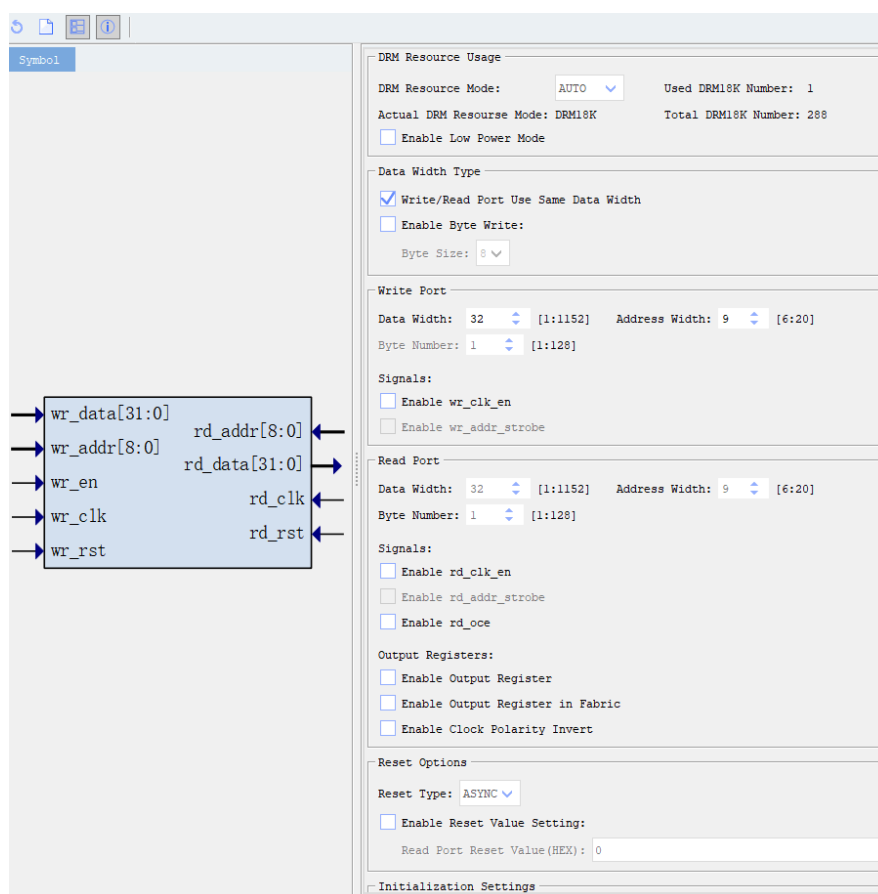 Symbol
wr_data[31:0]
rd_addr[8:0]
wr_addr[8:0]
rd_data[31:0]
wr_en
rd_clk
wr_clk
rd_rst
wr_rst
DRM Resource Usage
DRM Resource Mode: AUTO Used DRM18K Number: 1
Actual DRM Resourse Mode: DRM18K Total DRM18K Number: 288
Enable Low Power Mode
Data Width Type
Write/Read Port Use Same Data Width
Enable Byte Write:
Byte Size: 8
Write Port
Data Width: 32 [1:1152] Address Width: 9 [6:20]
Byte Number: 1 [1:128]
Signals:
Enable wr_clk_en
Enable wr_addr_strobe
Read Port
Data Width: 32 [1:1152] Address Width: 9 [6:20]
Byte Number: 1 [1:128]
Signals:
Enable rd_clk_en
Enable rd_addr_strobe
Enable rd_oce
Output Registers:
Enable Output Register
Enable Output Register in Fabric
Enable Clock Polarity Invert
Reset Options
Reset Type: ASYNC
Enable Reset Value Setting:
Read Port Reset Value(HEX): 0
Initialization Settings